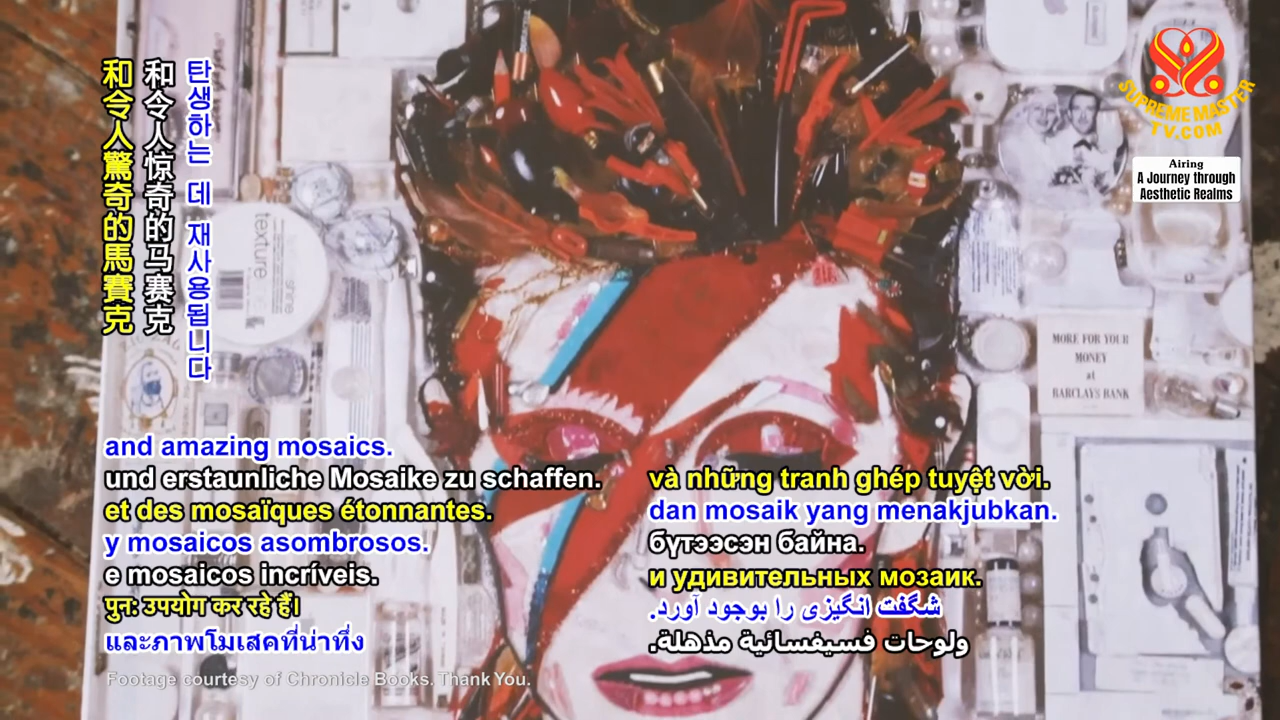 和令人驚奇的馬賽克
和令人惊奇的马赛克
탄생하는 데 재사용됩니다
SUPREME MASTER
TV.COM
Airing
A Journey through
Aesthetic Realms
texture
shine
MORE FOR YOUR
MONEY
at
BARCLAYS BANK
and amazing mosaics.
und erstaunliche Mosaike zu schaffen.
et des mosaïques étonnantes.
y mosaicos asombrosos.
e mosaicos incríveis.
पुन: उपयोग कर रहे हैं।
และภาพโมเสคที่น่าทึ่ง
và những tranh ghép tuyệt vời.
dan mosaik yang menakjubkan.
бүтээсэн байна.
и удивительных мозаик.
شگفت انگیزی را بوجود آورد.
ولوحات فسيفسائية مذهلة.
Footage courtesy of Chronicle Books. Thank You.